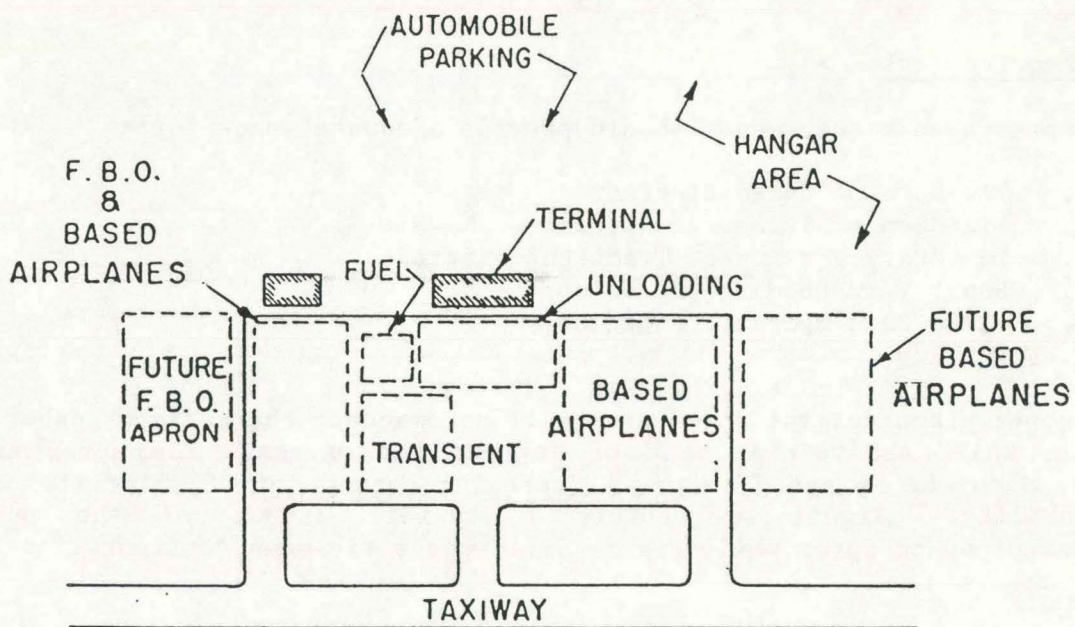 AUTOMOBILE
PARKING
HANGAR
AREA
F. B. O.
&
BASED
AIRPLANES
TERMINAL
FUEL
UNLOADING
FUTURE
BASED
AIRPLANES
FUTURE
F. B. O.
APRON
BASED
AIRPLANES
TRANSIENT
TAXIWAY